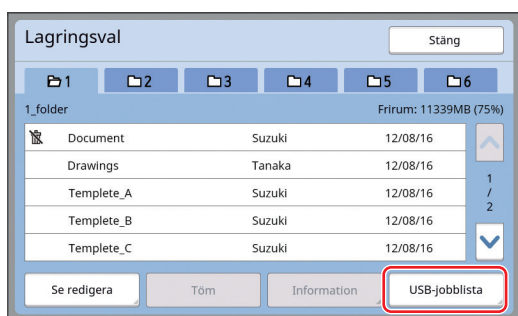 Lagringsval
Stäng
1 2 3 4 5 6
1_folder Frirum: 11339MB (75%)
Document Suzuki 12/08/16
Drawings Tanaka 12/08/16
Templete_A Suzuki 12/08/16
Templete_B Suzuki 12/08/16
Templete_C Suzuki 12/08/16
1
/
2
Se redigera Töm Information USB-jobblista